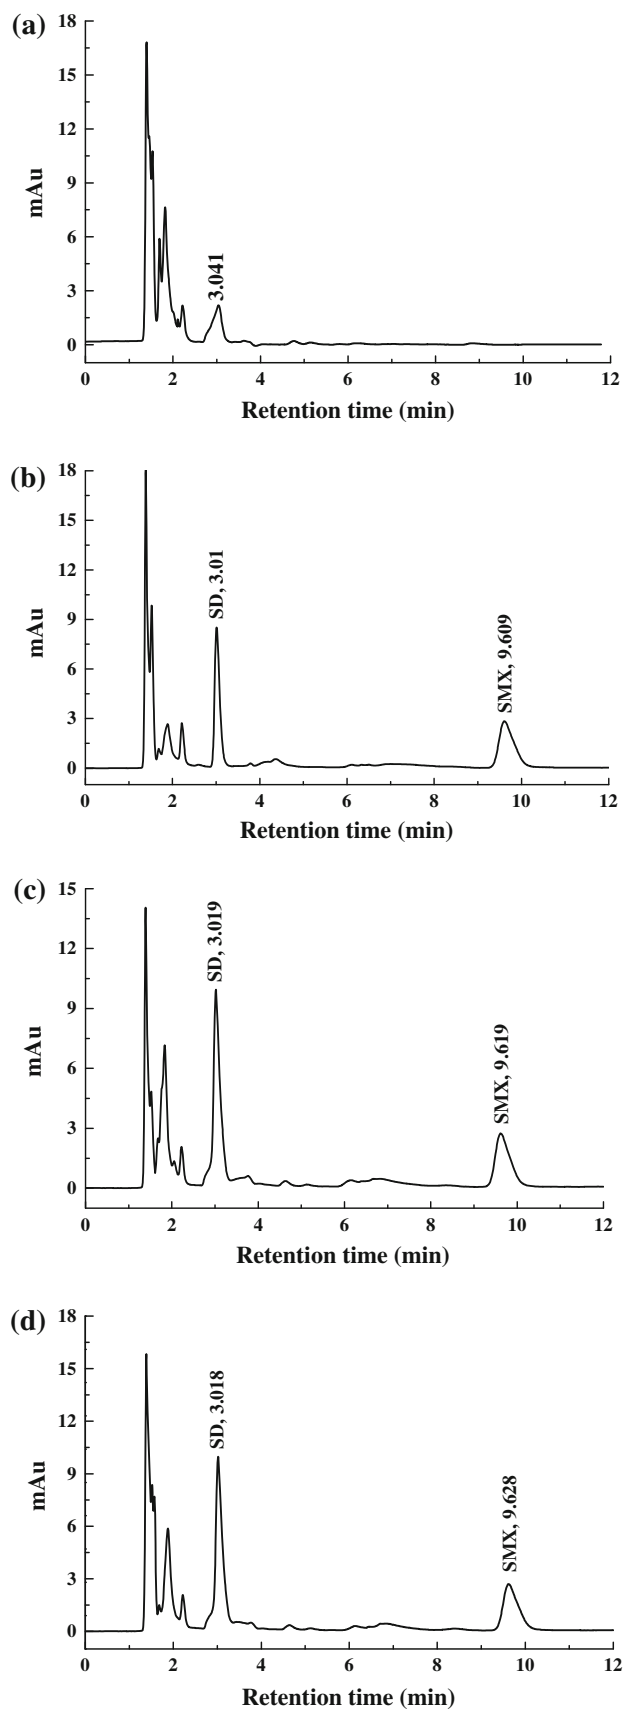 (a)
18
15
12
9
6
3
0
mAu
3.041
0 2 4 6 8 10 12
Retention time (min)
(b)
18
15
12
9
6
3
0
mAu
SD, 3.01
SMX, 9.609
0 2 4 6 8 10 12
Retention time (min)
(c)
15
12
9
6
3
0
mAu
SD, 3.019
SMX, 9.619
0 2 4 6 8 10 12
Retention time (min)
(d)
18
15
12
9
6
3
0
mAu
SD, 3.018
SMX, 9.628
0 2 4 6 8 10 12
Retention time (min)